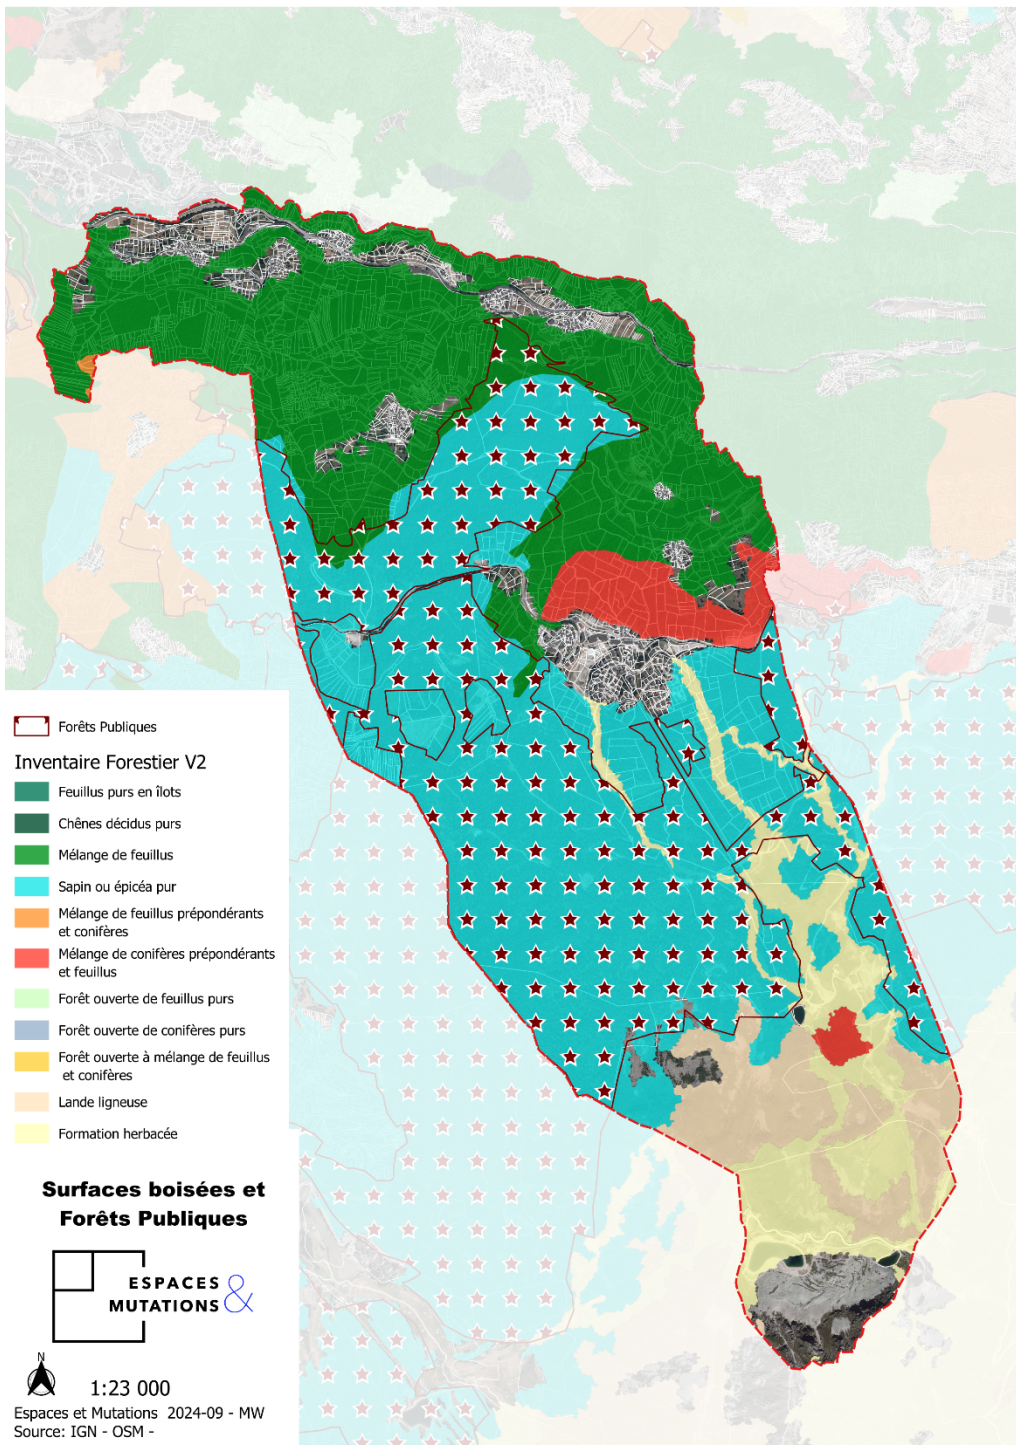 Forêts Publiques
Inventaire Forestier V2
Feuillus purs en îlots
Chênes décidus purs
Mélange de feuillus
Sapin ou épicéa pur
Mélange de feuillus prépondérants
et conifères
Mélange de conifères prépondérants
et feuillus
Forêt ouverte de feuillus purs
Forêt ouverte de conifères purs
Forêt ouverte à mélange de feuillus
et conifères
Lande ligneuse
Formation herbacée
Surfaces boisées et
Forêts Publiques
ESPACES
MUTATIONS &
N
1:23 000
Espaces et Mutations 2024-09 - MW
Source: IGN - OSM -